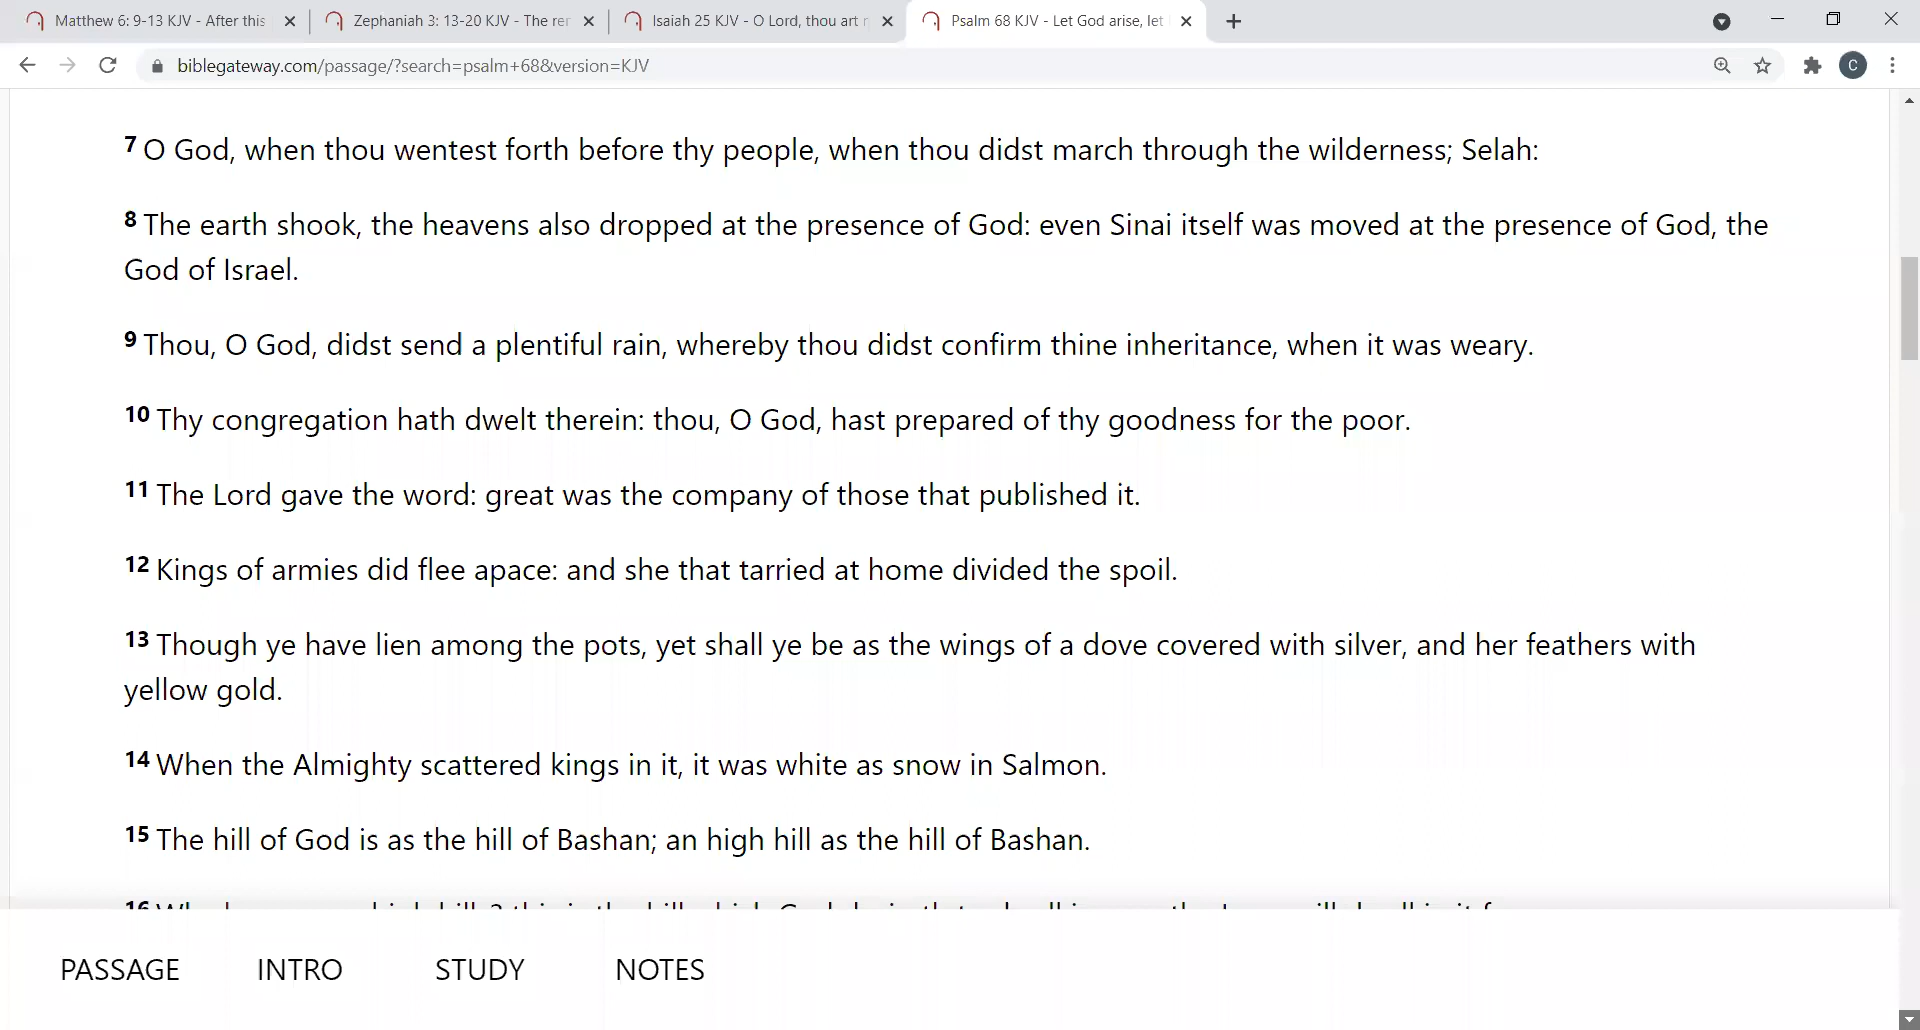 Matthew 6: 9-13 KJV - After this
Zephaniah 3: 13-20 KJV - The rer
Isaiah 25 KJV - O Lord, thou art
Psalm 68 KJV - Let God arise, let
biblegateway.com/passage/?search=psalm+68&version=KJV
C
7 O God, when thou wentest forth before thy people, when thou didst march through the wilderness; Selah:
8 The earth shook, the heavens also dropped at the presence of God: even Sinai itself was moved at the presence of God, the
God of Israel.
9 Thou, O God, didst send a plentiful rain, whereby thou didst confirm thine inheritance, when it was weary.
10 Thy congregation hath dwelt therein: thou, O God, hast prepared of thy goodness for the poor.
11 The Lord gave the word: great was the company of those that published it.
12 Kings of armies did flee apace: and she that tarried at home divided the spoil.
13 Though ye have lien among the pots, yet shall ye be as the wings of a dove covered with silver, and her feathers with
yellow gold.
14 When the Almighty scattered kings in it, it was white as snow in Salmon.
15 The hill of God is as the hill of Bashan; an high hill as the hill of Bashan.
PASSAGE INTRO STUDY NOTES